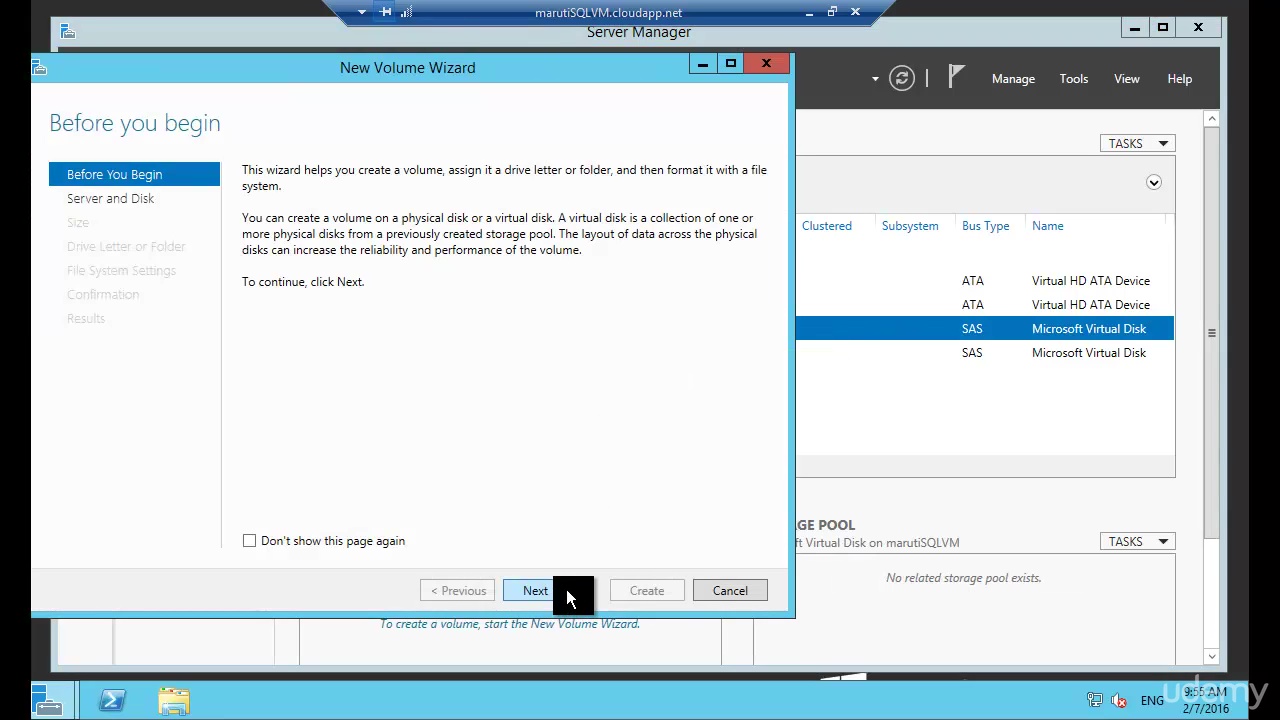 marutiSQLVM.cloudapp.net
Server Manager
New Volume Wizard
Manage
Tools
View
Help
Before you begin
TASKS
Before You Begin
Server and Disk
Size
Drive Letter or Folder
File System Settings
Confirmation
Results
This wizard helps you create a volume, assign it a drive letter or folder, and then format it with a file
system.
You can create a volume on a physical disk or a virtual disk. A virtual disk is a collection of one or
more physical disks from a previously created storage pool. The layout of data across the physical
disks can increase the reliability and performance of the volume.
To continue, click Next.
Clustered
Subsystem
Bus Type
Name
ATA
Virtual HD ATA Device
ATA
Virtual HD ATA Device
SAS
Microsoft Virtual Disk
SAS
Microsoft Virtual Disk
Don't show this page again
< Previous
Next
Create
Cancel
GE POOL
ft Virtual Disk on marutiSQLVM
TASKS
No related storage pool exists.
To create a volume, start the New Volume Wizard.
ENG
9:55 AM
2/7/2016
udemy